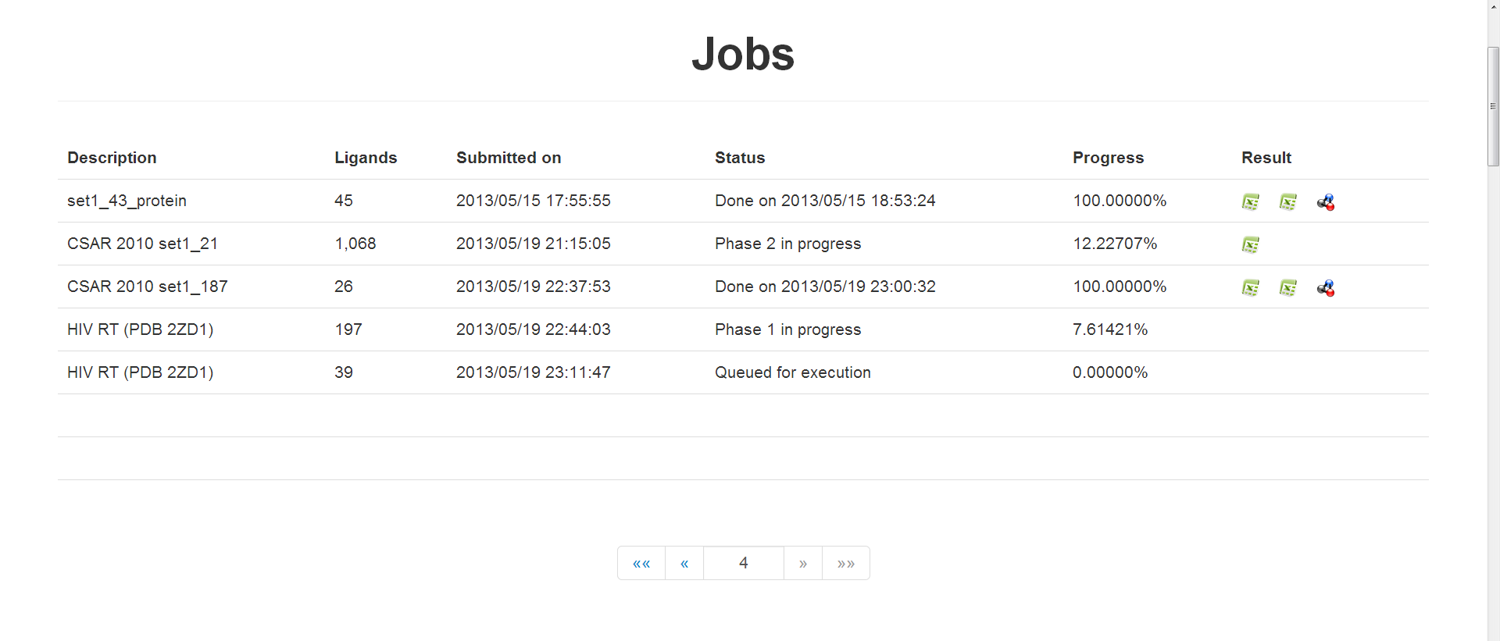 Jobs
Description Ligands Submitted on Status Progress Result
set1_43_protein 45 2013/05/15 17:55:55 Done on 2013/05/15 18:53:24 100.00000%
CSAR 2010 set1_21 1,068 2013/05/19 21:15:05 Phase 2 in progress 12.22707%
CSAR 2010 set1_187 26 2013/05/19 22:37:53 Done on 2013/05/19 23:00:32 100.00000%
HIV RT (PDB 2ZD1) 197 2013/05/19 22:44:03 Phase 1 in progress 7.61421%
HIV RT (PDB 2ZD1) 39 2013/05/19 23:11:47 Queued for execution 0.00000%
«« « 4 » »»